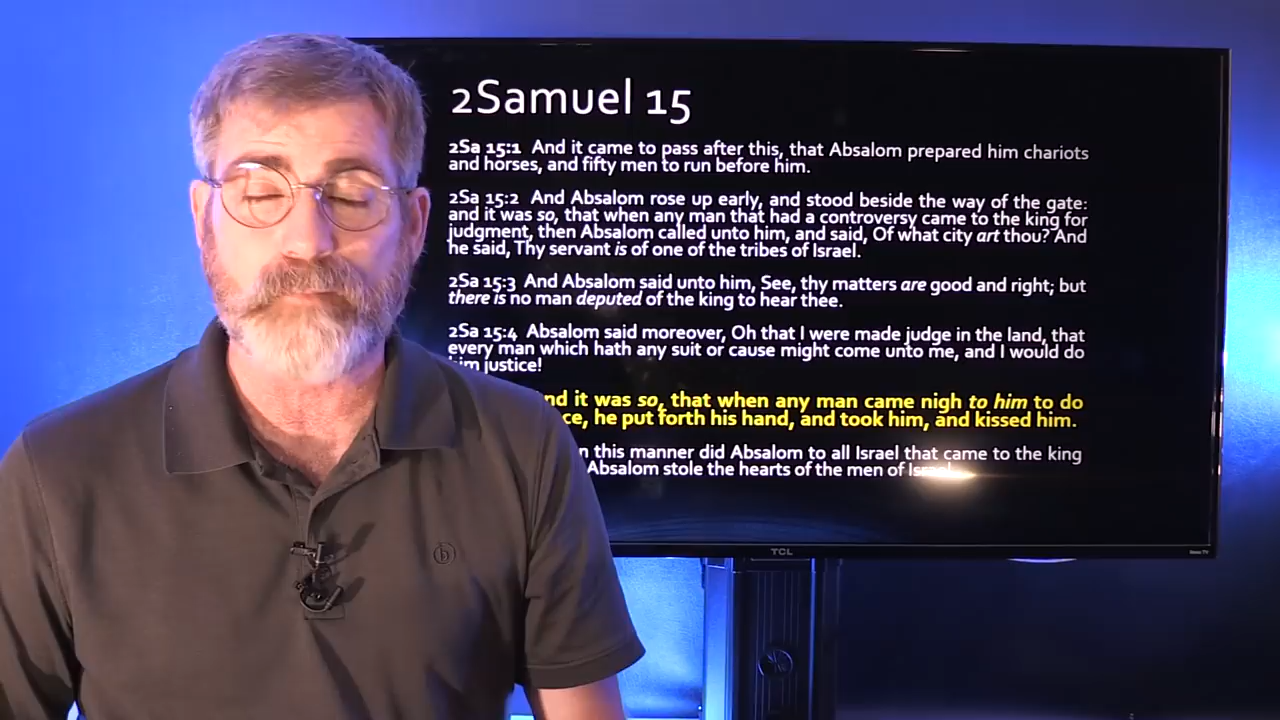 2Samuel 15
2Sa 15:1 And it came to pass after this, that Absalom prepared him chariots
and horses, and fifty men to run before him.
2Sa 15:2 And Absalom rose up early, and stood beside the way of the gate:
and it was so, that when any man that had a controversy came to the king for
judgment, then Absalom called unto him, and said, Of what city art thou? And
he said, Thy servant is of one of the tribes of Israel.
2Sa 15:3 And Absalom said unto him, See, thy matters are good and right; but
there is no man deputed of the king to hear thee.
2Sa 15:4 Absalom said moreover, Oh that I were made judge in the land, that
every man which hath any suit or cause might come unto me, and I would do
him justice!
nd it was so, that when any man came nigh to him to do
ce, he put forth his hand, and took him, and kissed him.
n this manner did Absalom to all Israel that came to the king
Absalom stole the hearts of the men of Israel.
TCL
b